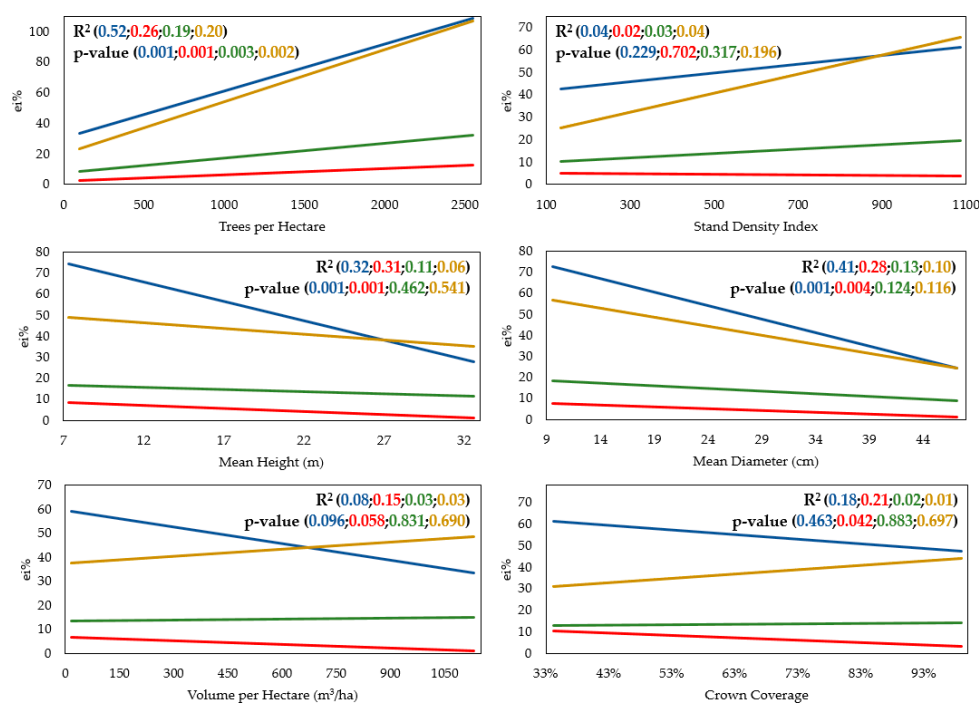 R² (0.52;0.26;0.19;0.20)
p-value (0.001;0.001;0.003;0.002)
100
80
60
40
20
0
ei%
0 500 1000 1500 2000 2500
Trees per Hectare
R² (0.04;0.02;0.03;0.04)
p-value (0.229;0.702;0.317;0.196)
70
60
50
40
30
20
10
0
ei%
100 300 500 700 900 1100
Stand Density Index
R² (0.32;0.31;0.11;0.06)
p-value (0.001;0.001;0.462;0.541)
80
70
60
50
40
30
20
10
0
ei%
7 12 17 22 27 32
Mean Height (m)
R² (0.41;0.28;0.13;0.10)
p-value (0.001;0.004;0.124;0.116)
80
70
60
50
40
30
20
10
0
ei%
9 14 19 24 29 34 39 44
Mean Diameter (cm)
R² (0.08;0.15;0.03;0.03)
p-value (0.096;0.058;0.831;0.690)
70
60
50
40
30
20
10
0
ei%
0 150 300 450 600 750 900 1050
Volume per Hectare (m³/ha)
R² (0.18;0.21;0.02;0.01)
p-value (0.463;0.042;0.883;0.697)
70
60
50
40
30
20
10
0
ei%
33% 43% 53% 63% 73% 83% 93%
Crown Coverage